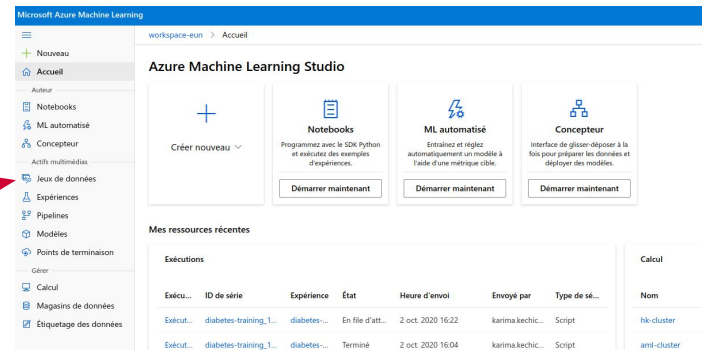 Microsoft Azure Machine Learning
workspace-eun > Accueil
Nouveau
Accueil
Auteur
Notebooks
ML automatisé
Concepteur
Actifs multimédias
Jeux de données
Expériences
Pipelines
Modèles
Points de terminaison
Gérer
Calcul
Magasins de données
Étiquetage des données
Azure Machine Learning Studio
Créer nouveau
Notebooks
Programmez avec le SDK Python
et exécutez des exemples
d'expériences.
Démarrer maintenant
ML automatisé
Entraînez et réglez
automatiquement un modèle à
l'aide d'une métrique cible.
Démarrer maintenant
Concepteur
Interface de glisser-déposer à la
fois pour préparer les données et
déployer des modèles.
Démarrer maintenant
Mes ressources récentes
Exécutions
Exécu... ID de série Expérience État Heure d'envoi Envoyé par Type de sé...
Exécut... diabetes-training_1... diabetes-... En file d'att... 2 oct. 2020 16:22 karima.kechic... Script
Exécut... diabetes-training_1... diabetes-... Terminé 2 oct. 2020 16:04 karima.kechic... Script
Calcul
Nom
hk-cluster
aml-cluster